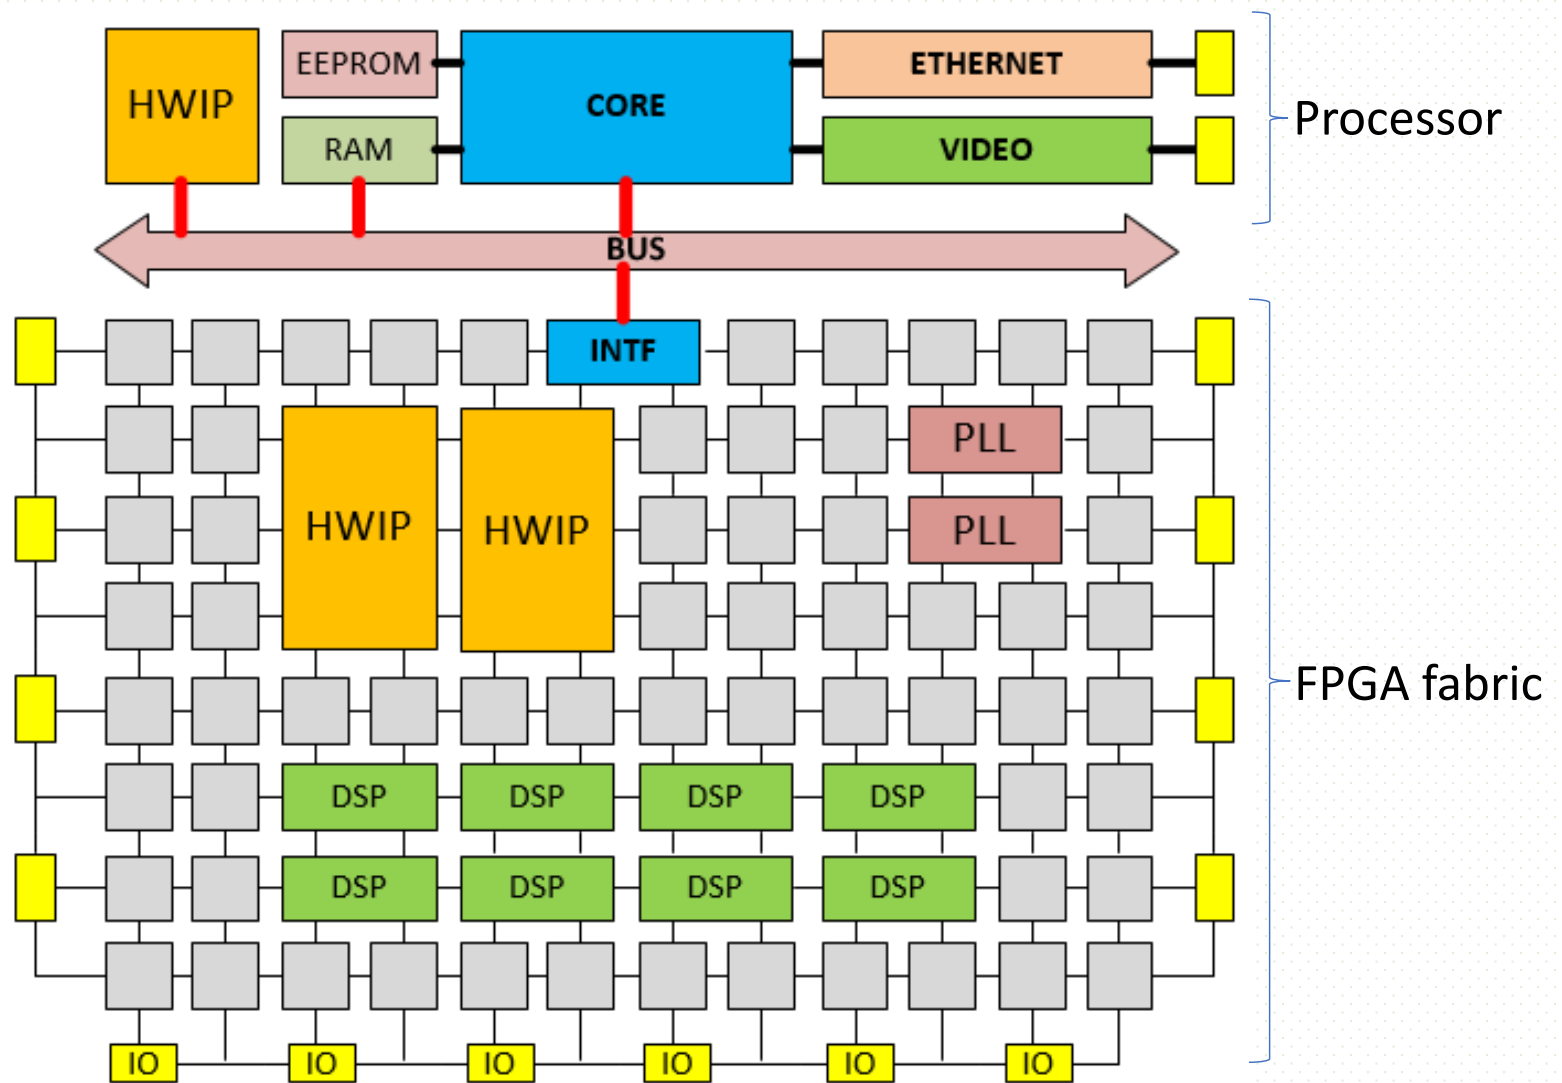 HWIP
EEPROM
CORE
ETHERNET
RAM
VIDEO
Processor
BUS
INTF
PLL
HWIP
HWIP
PLL
FPGA fabric
DSP
DSP
DSP
DSP
DSP
DSP
DSP
DSP
IO
IO
IO
IO
IO
IO